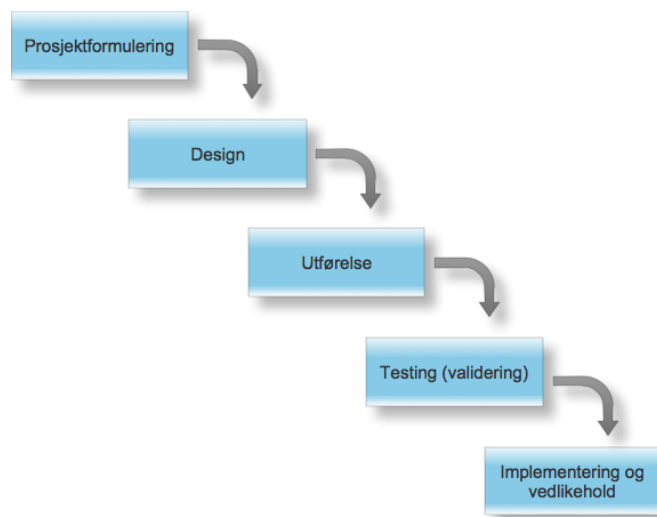 Prosjektformulering
Design
Utførelse
Testing (validering)
Implementering og
vedlikehold